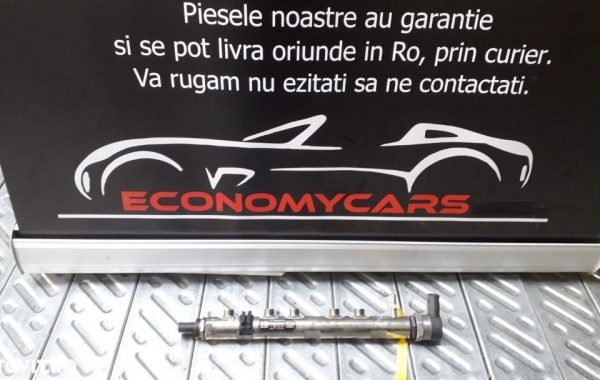 Piesele noastre au garantie
si se pot livra oriunde in Ro, prin curier.
Va rugam nu ezitati sa ne contactati.
ECONOMYCARS